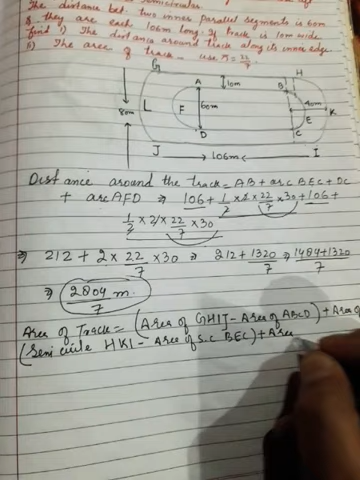 The distance bet. two inner parallel segments is 60m
& they are each 106m long. If track is 10m wide
find i) The distance around track along its inner edge
ii) The area of track. use π = 22/7
G
H
A
10m
B
L
80m
F
60m
E
40m
K
D
C
J
106m
I
Distance around the track = AB + arc BEC + DC
+ arc AFD ⇒ 106 + 1/2 × 2 × 22/7 × 30 + 106 +
1/2 × 2 × 22/7 × 30
⇒ 212 + 2 × 22/7 × 30 ⇒ 212 + 1320/7 ⇒ 1484+1320/7
⇒ 2804/7 m.
Area of Track = (Area of GHIJ - Area of ABCD) + Area of
(Semi circle HKI - Area of S.C BEC) + Area